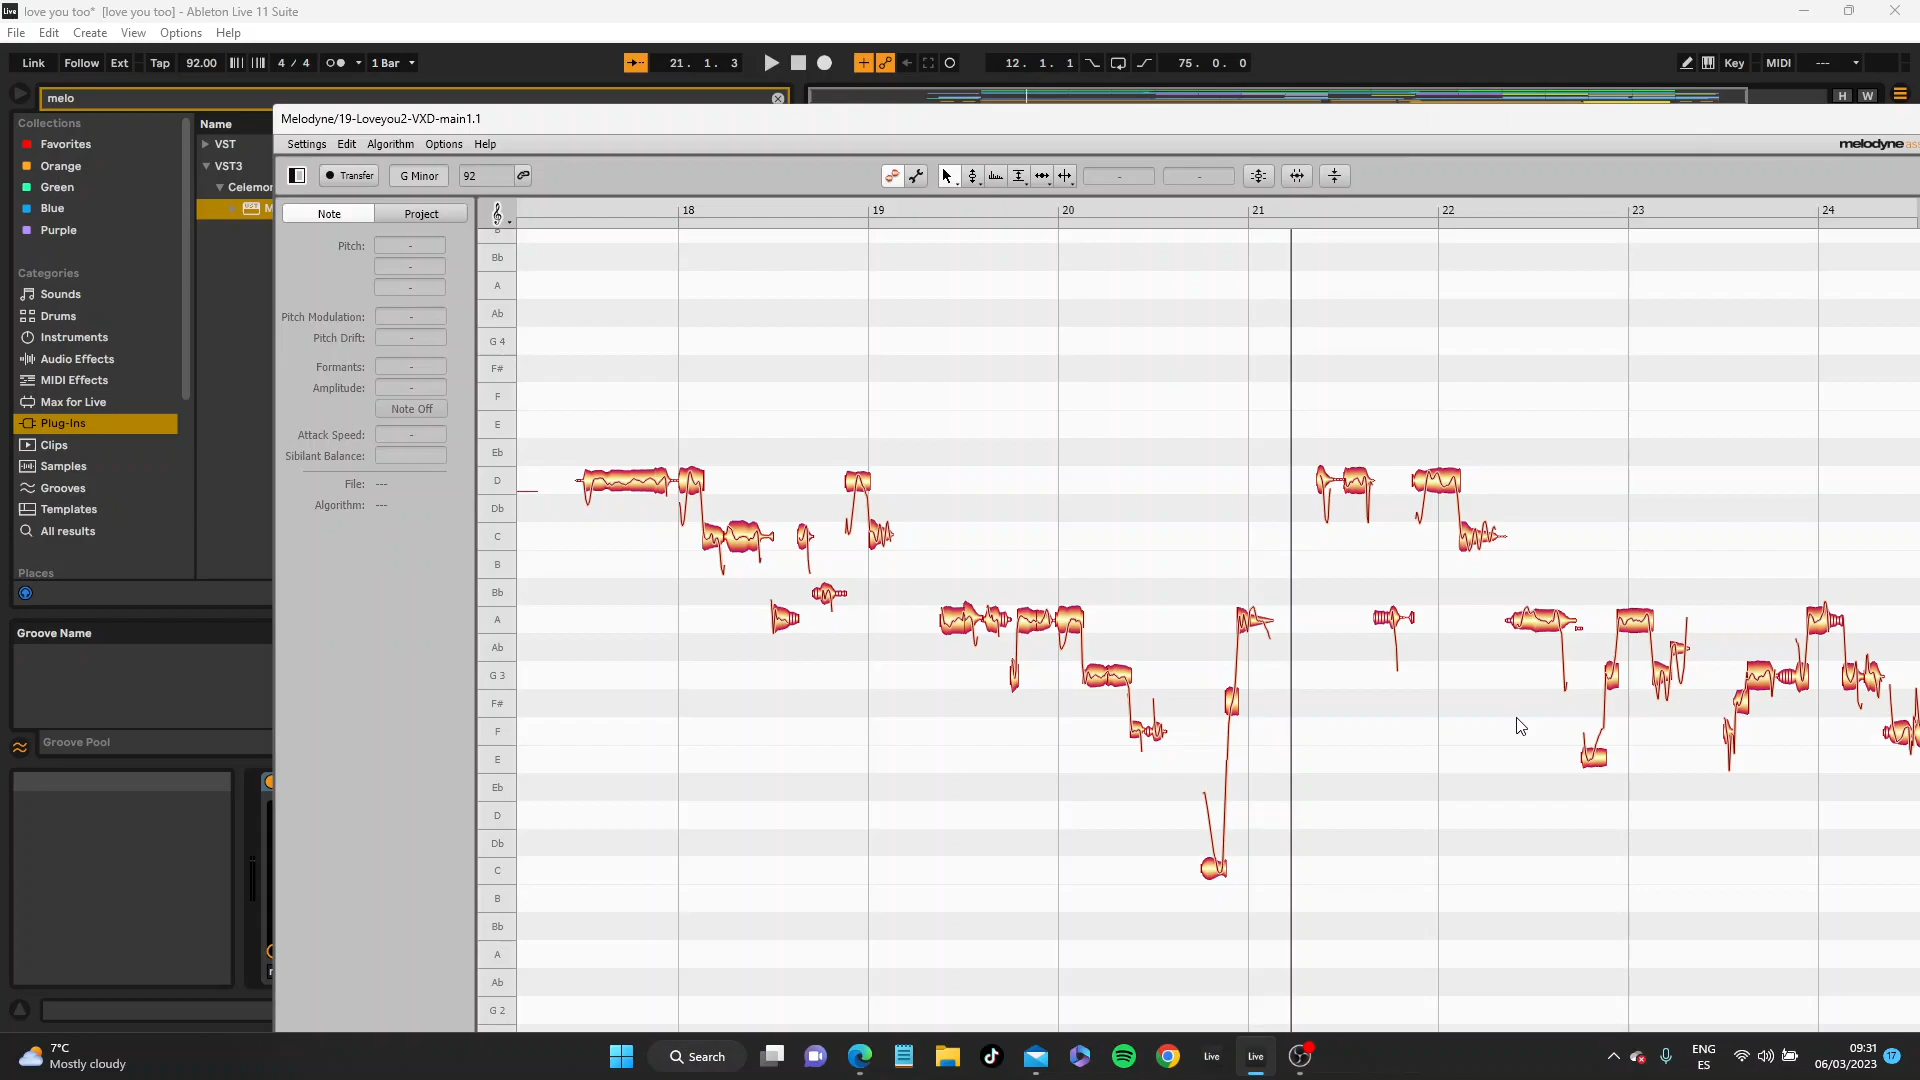 love you too*  [love you too] - Ableton Live 11 Suite
File Edit Create View Options Help
Link Follow Ext Tap 92.00 4 / 4 1 Bar 21. 1. 3 12. 1. 1 75. 0. 0 Key MIDI ---
melo
H W
Collections
Favorites
Orange
Green
Blue
Purple
Categories
Sounds
Drums
Instruments
Audio Effects
MIDI Effects
Max for Live
Plug-Ins
Clips
Samples
Grooves
Templates
All results
Places
Name
VST
VST3
Celemor
M
Groove Name
Groove Pool
Melodyne/19-Loveyou2-VXD-main1.1
Settings Edit Algorithm Options Help
melodyne ass
Transfer G Minor 92 - -
Note Project
Pitch: -
-
-
Pitch Modulation: -
Pitch Drift: -
Formants: -
Amplitude: -
Note Off
Attack Speed: -
Sibilant Balance:
File: ---
Algorithm: ---
18 19 20 21 22 23 24
B
Bb
A
Ab
G 4
F#
F
E
Eb
D
Db
C
B
Bb
A
Ab
G 3
F#
F
E
Eb
D
Db
C
B
Bb
A
Ab
G 2
7°C
Mostly cloudy
Search
Live
Live
ENG
ES
09:31
06/03/2023
17